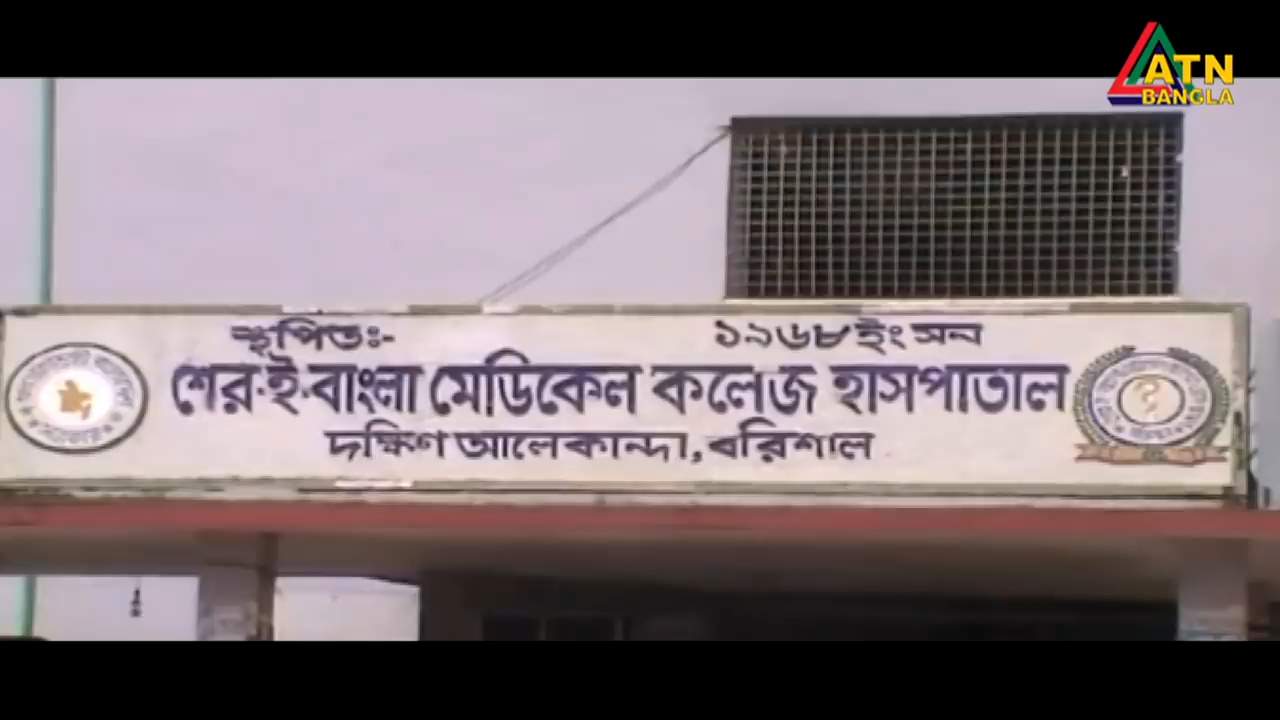 ATN
BANGLA
স্থাপিতঃ- ১৯৬৮ইং সন
শের-ই-বাংলা মেডিকেল কলেজ হাসপাতাল
দক্ষিণ আলেকান্দা, বরিশাল